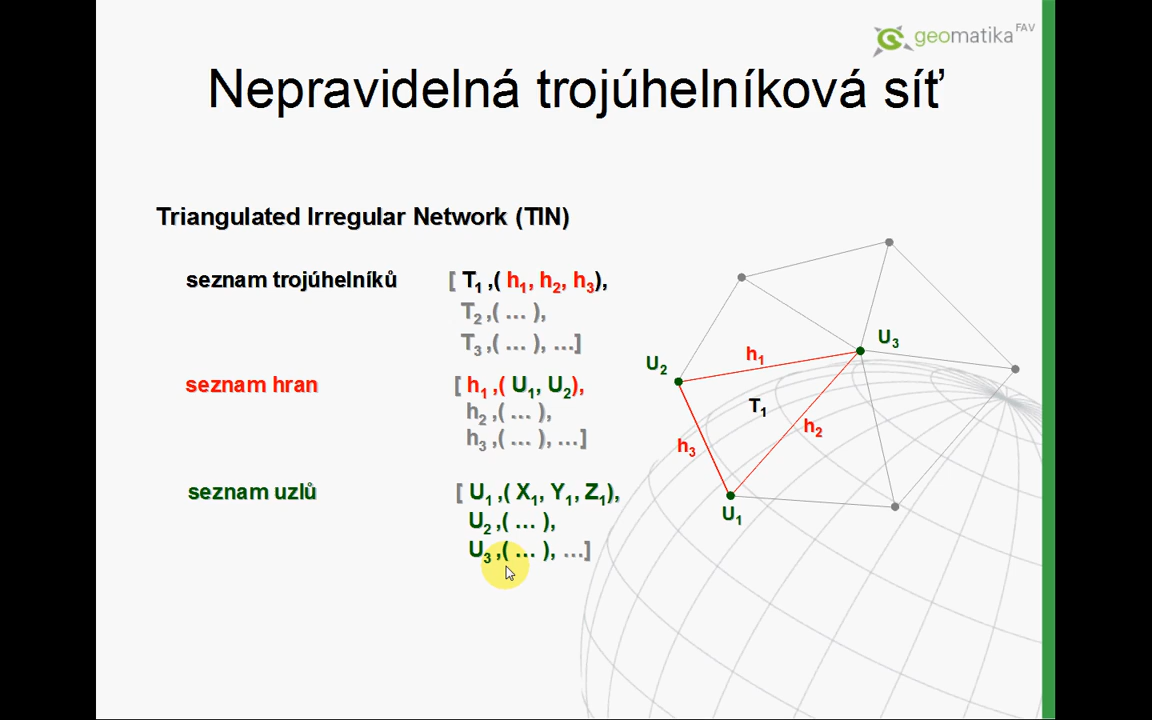 geomatika FAV
Nepravidelná trojúhelníková síť
Triangulated Irregular Network (TIN)
seznam trojúhelníků [ T1 ,( h1, h2, h3),
T2 ,( … ),
T3 ,( … ), …]
seznam hran [ h1 ,( U1, U2),
h2 ,( … ),
h3 ,( … ), …]
seznam uzlů [ U1 ,( X1, Y1, Z1),
U2 ,( … ),
U3 ,( … ), …]
U3
h1
U2
T1
h2
h3
U1